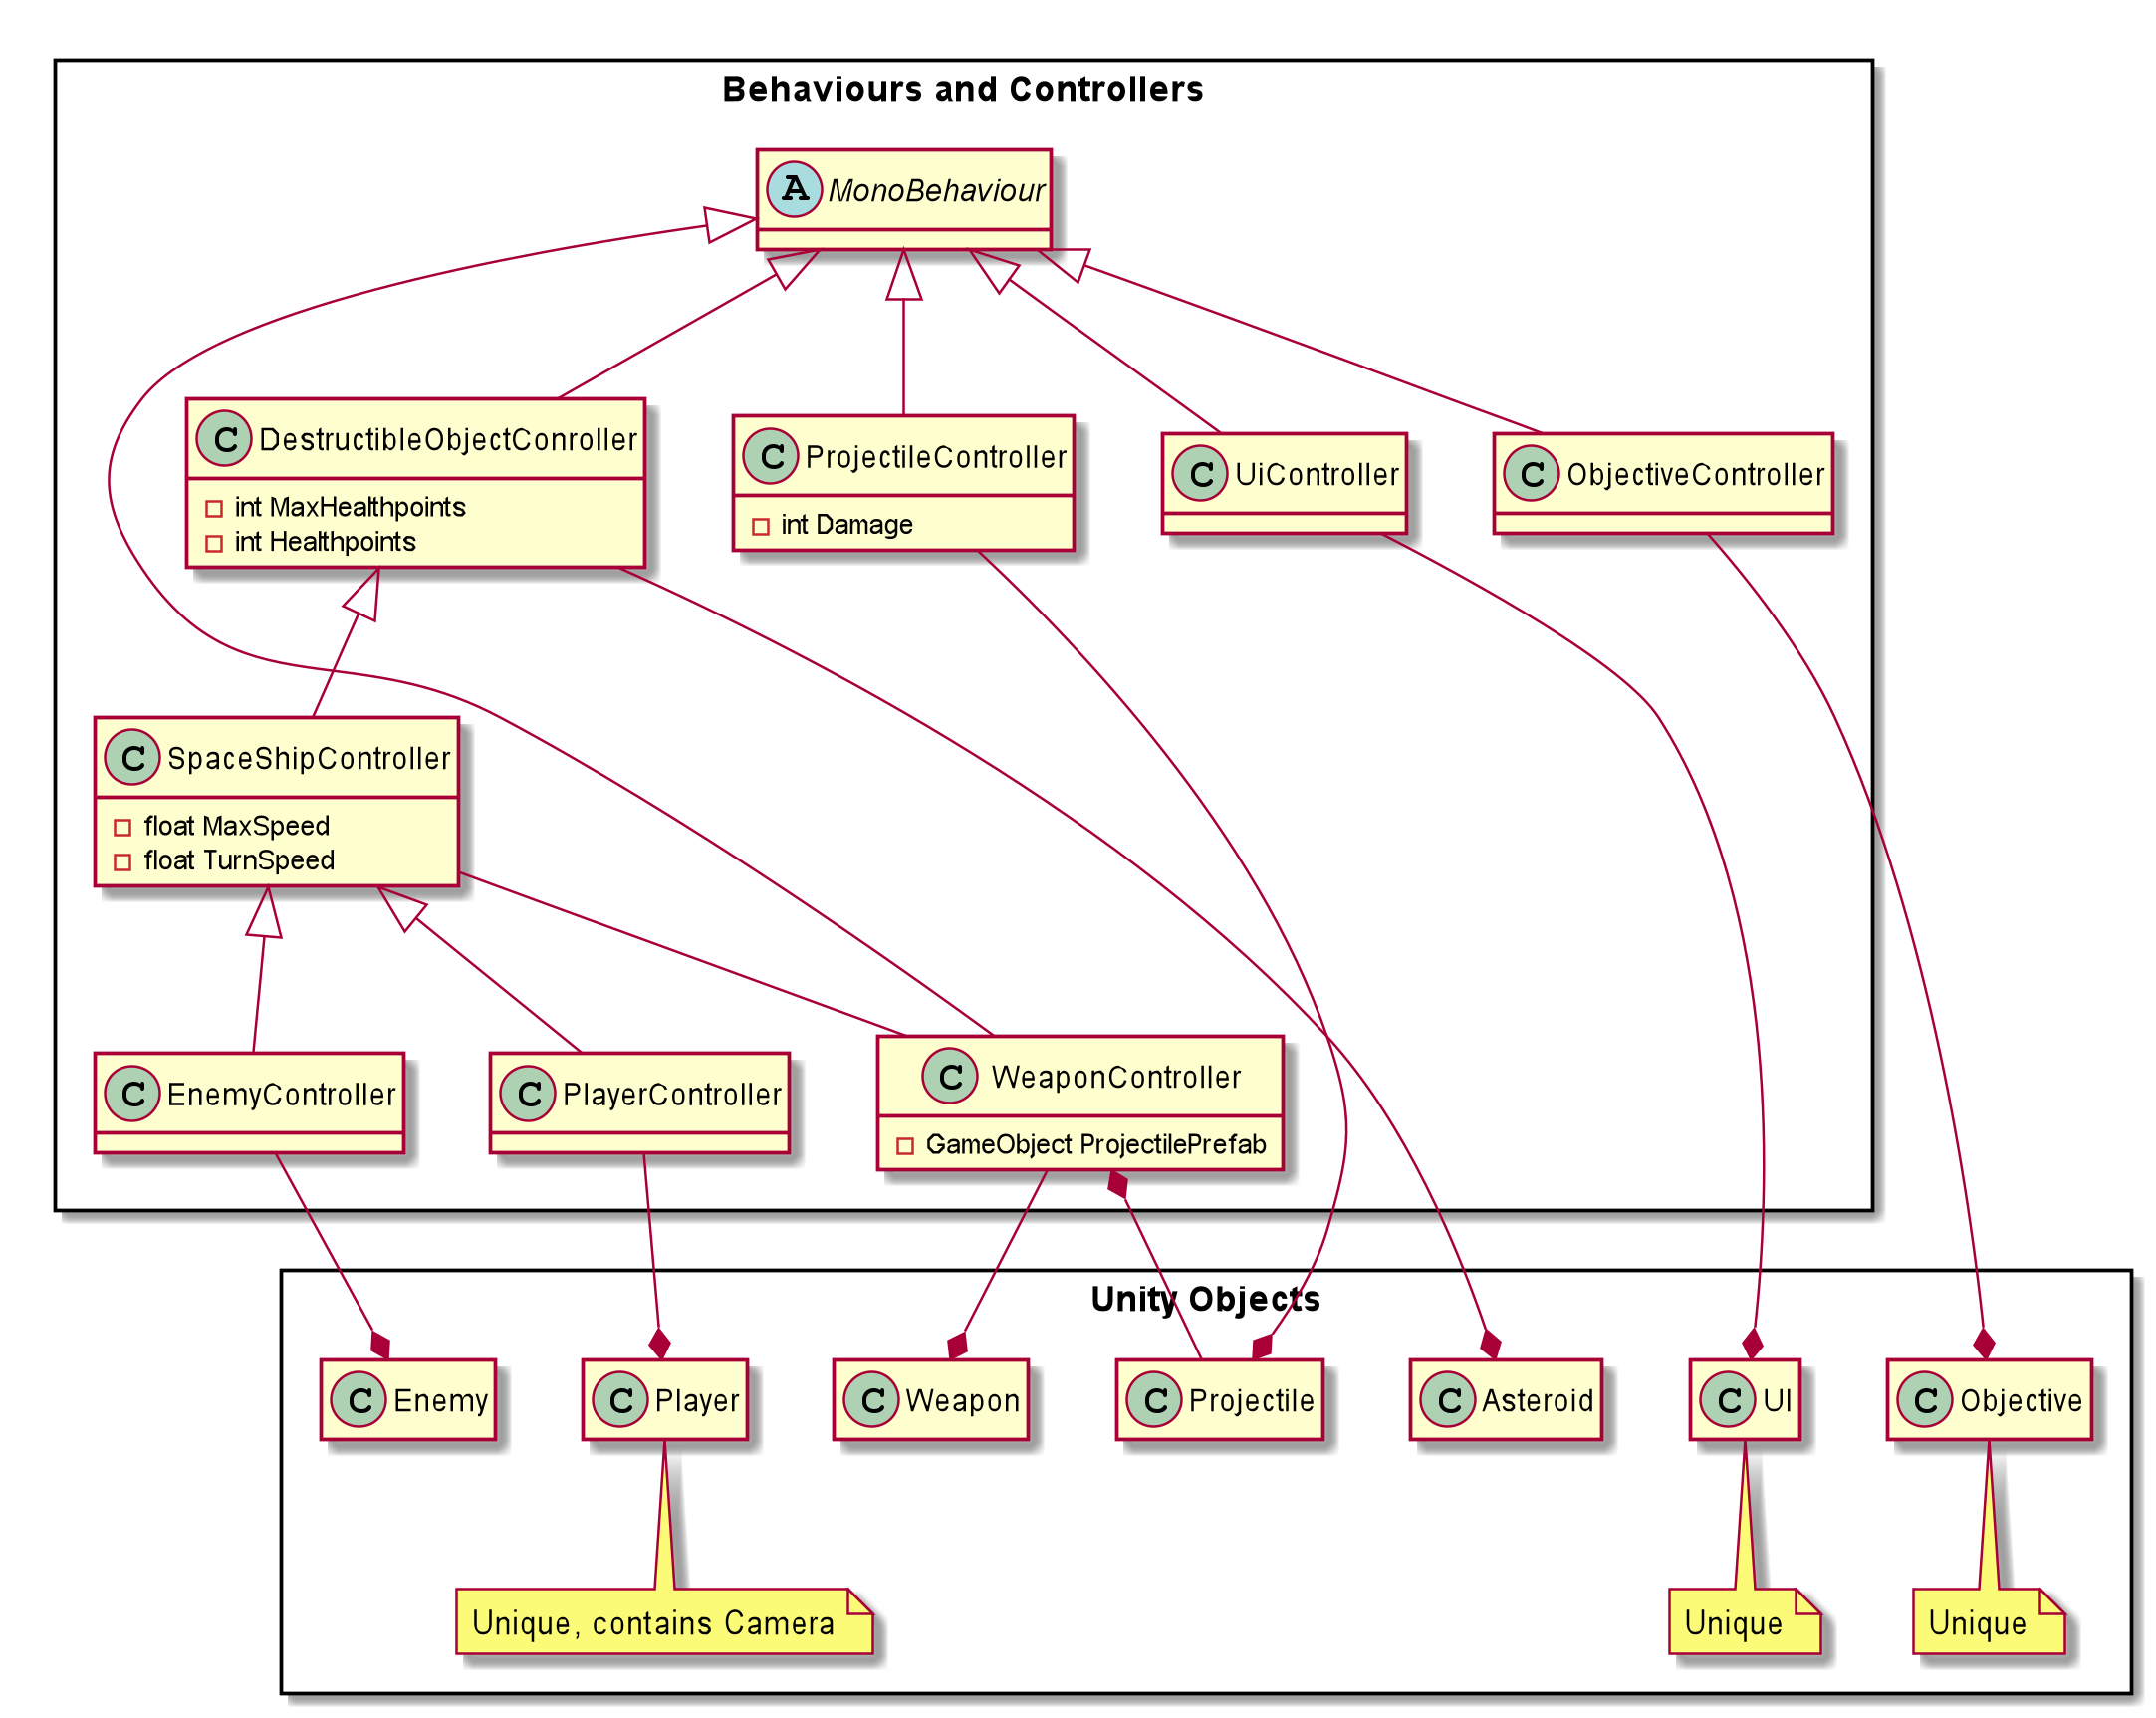 Behaviours and Controllers
A MonoBehaviour
C DestructibleObjectConroller
int MaxHealthpoints
int Healthpoints
C ProjectileController
int Damage
C UiController
C ObjectiveController
C SpaceShipController
float MaxSpeed
float TurnSpeed
C EnemyController
C PlayerController
C WeaponController
GameObject ProjectilePrefab
Unity Objects
C Enemy
C Player
C Weapon
C Projectile
C Asteroid
C UI
C Objective
Unique, contains Camera
Unique
Unique